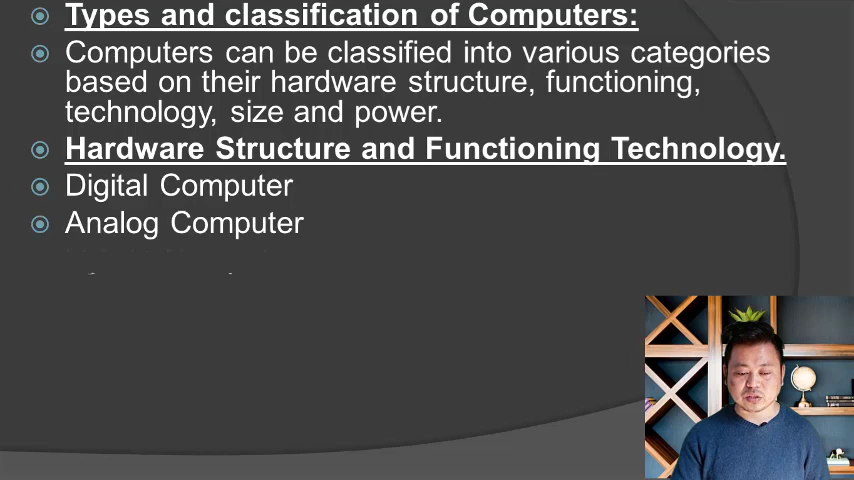 Types and classification of Computers:
Computers can be classified into various categories
based on their hardware structure, functioning,
technology, size and power.
Hardware Structure and Functioning Technology.
Digital Computer
Analog Computer